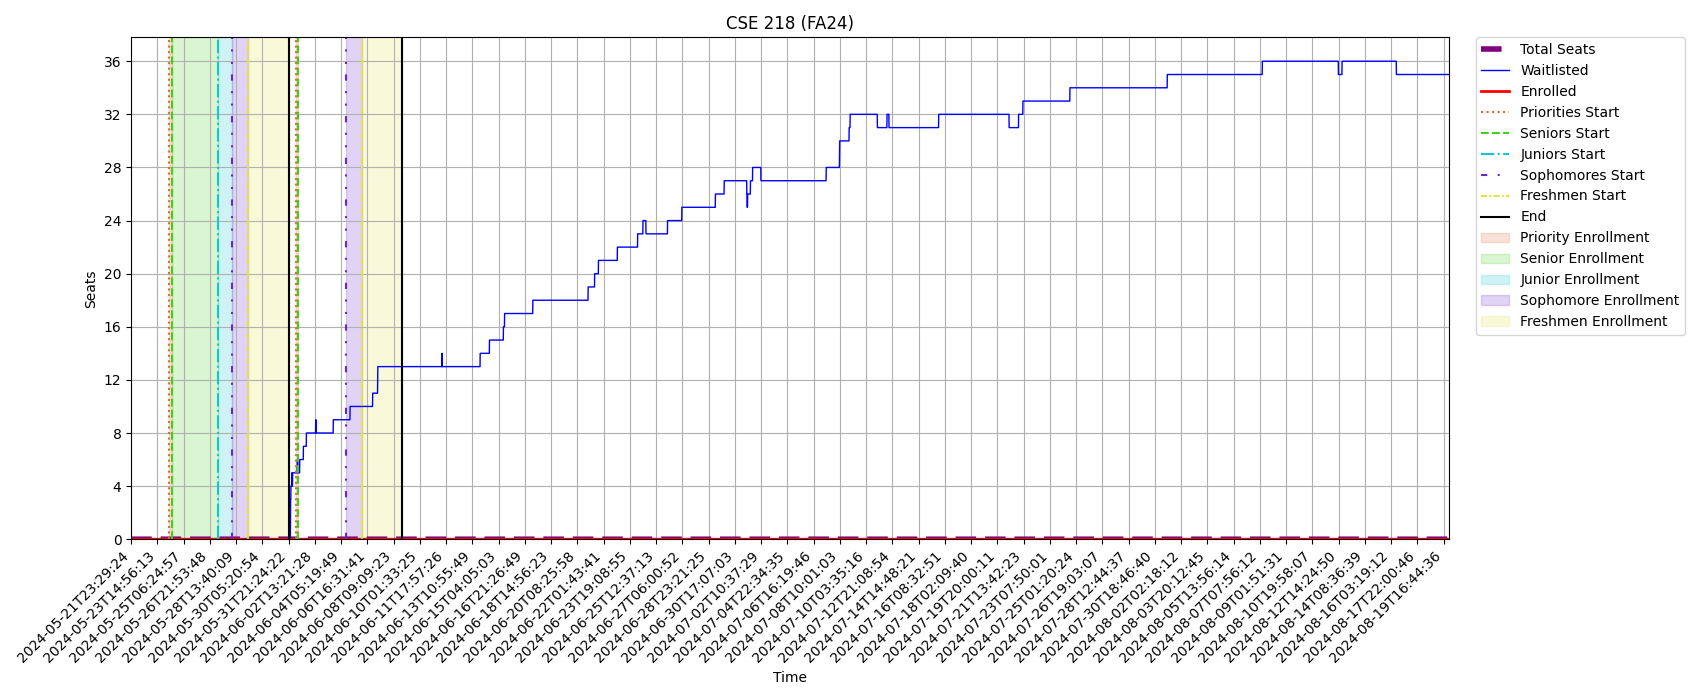 CSE 218 (FA24)
Seats
36
32
28
24
20
16
12
8
4
0
2024-05-21T23:29:24
2024-05-23T14:56:13
2024-05-25T06:24:57
2024-05-26T21:53:48
2024-05-28T13:40:09
2024-05-30T05:20:54
2024-05-31T21:24:22
2024-06-02T13:21:28
2024-06-04T05:19:49
2024-06-06T16:31:41
2024-06-08T09:09:23
2024-06-10T01:33:25
2024-06-11T17:57:26
2024-06-13T10:55:49
2024-06-15T04:05:03
2024-06-16T21:26:49
2024-06-18T14:56:23
2024-06-20T08:25:58
2024-06-22T01:43:41
2024-06-23T19:08:55
2024-06-25T12:37:13
2024-06-27T06:00:52
2024-06-28T23:21:25
2024-06-30T17:07:03
2024-07-02T10:37:29
2024-07-04T22:34:35
2024-07-06T16:19:46
2024-07-08T10:01:03
2024-07-10T03:35:16
2024-07-12T21:08:54
2024-07-14T14:48:21
2024-07-16T08:32:51
2024-07-18T02:09:40
2024-07-19T20:00:11
2024-07-21T13:42:23
2024-07-23T07:50:01
2024-07-25T01:20:24
2024-07-26T19:03:07
2024-07-28T12:44:37
2024-07-30T18:46:40
2024-08-02T02:18:12
2024-08-03T20:12:45
2024-08-05T13:56:14
2024-08-07T07:56:12
2024-08-09T01:51:31
2024-08-10T19:58:07
2024-08-12T14:24:50
2024-08-14T08:36:39
2024-08-16T03:19:12
2024-08-17T22:00:46
2024-08-19T16:44:36
Time
Total Seats
Waitlisted
Enrolled
Priorities Start
Seniors Start
Juniors Start
Sophomores Start
Freshmen Start
End
Priority Enrollment
Senior Enrollment
Junior Enrollment
Sophomore Enrollment
Freshmen Enrollment